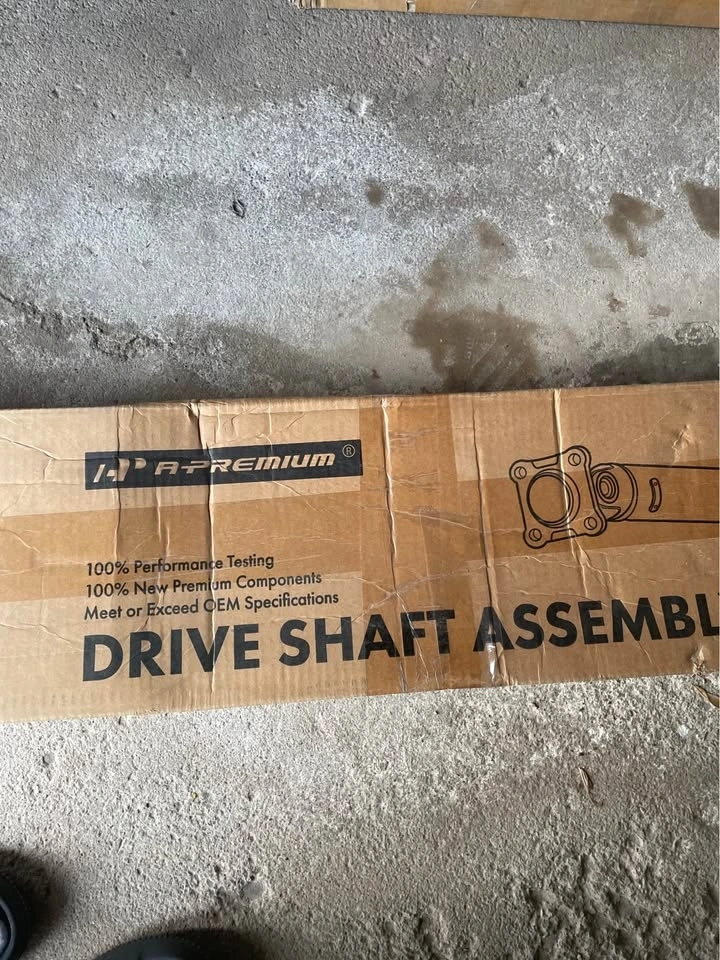 A-PREMIUM®
100% Performance Testing
100% New Premium Components
Meet or Exceed OEM Specifications
DRIVE SHAFT ASSEMBL